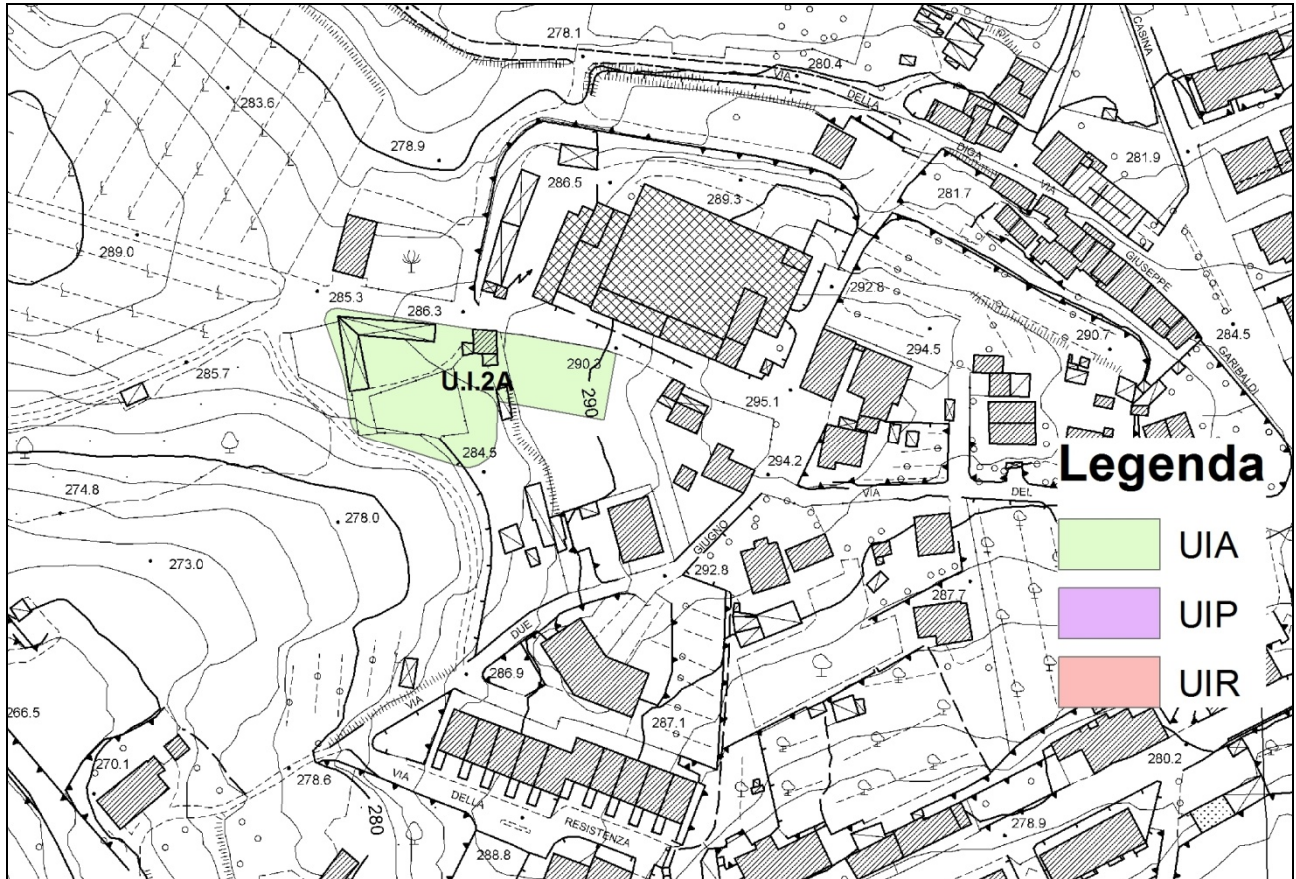 278.1
280.4
VIA
DELLA
DIGA
CASINA
283.6
278.9
286.5
289.3
281.9
281.7
VIA
GIUSEPPE
GARIBALDI
289.0
285.3
286.3
292.8
290.7
284.5
294.5
285.7
U.I.2A
290.3
290
295.1
284.5
294.2
VIA
DEL
274.8
278.0
273.0
GIUGNO
292.8
287.7
DUE
VIA
286.9
287.1
266.5
270.1
278.6
280
VIA
DELLA
RESISTENZA
288.8
280.2
278.9
Legenda
UIA
UIP
UIR